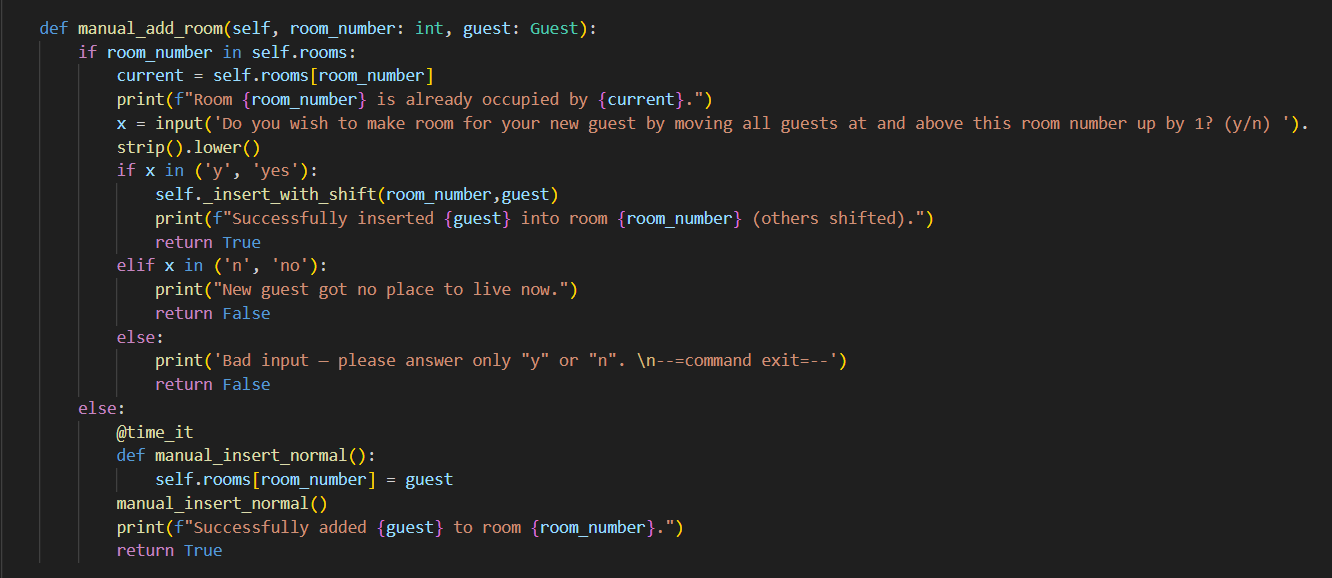 def manual_add_room(self, room_number: int, guest: Guest):
    if room_number in self.rooms:
        current = self.rooms[room_number]
        print(f"Room {room_number} is already occupied by {current}.")
        x = input('Do you wish to make room for your new guest by moving all guests at and above this room number up by 1? (y/n) ').
        strip().lower()
        if x in ('y', 'yes'):
            self._insert_with_shift(room_number,guest)
            print(f"Successfully inserted {guest} into room {room_number} (others shifted).")
            return True
        elif x in ('n', 'no'):
            print("New guest got no place to live now.")
            return False
        else:
            print('Bad input — please answer only "y" or "n". \n--=command exit=--')
            return False
    else:
        @time_it
        def manual_insert_normal():
            self.rooms[room_number] = guest
        manual_insert_normal()
        print(f"Successfully added {guest} to room {room_number}.")
        return True